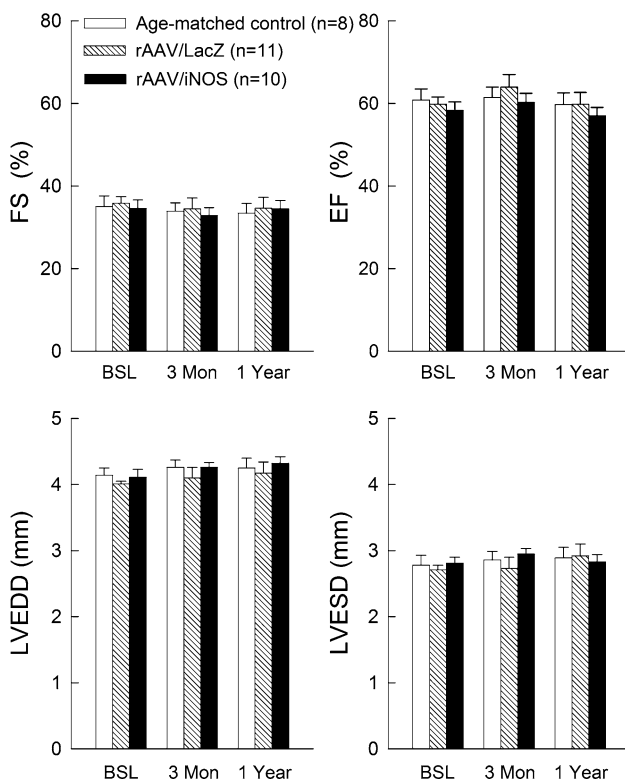 Age-matched control (n=8)
rAAV/LacZ (n=11)
rAAV/iNOS (n=10)
FS (%)
80
60
40
20
0
BSL 3 Mon 1 Year
EF (%)
80
60
40
20
0
BSL 3 Mon 1 Year
LVEDD (mm)
5
4
3
2
1
0
BSL 3 Mon 1 Year
LVESD (mm)
5
4
3
2
1
0
BSL 3 Mon 1 Year